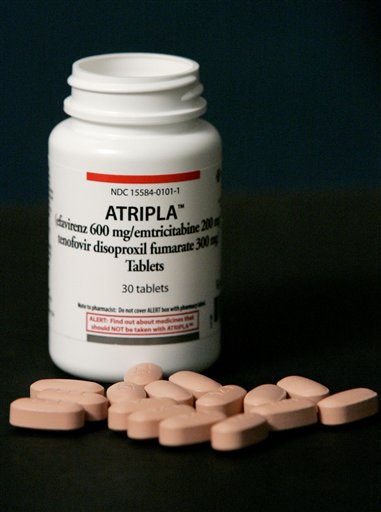 NDC 15584-0101-1
ATRIPLA™
(efavirenz 600 mg/emtricitabine 200 mg
tenofovir disoproxil fumarate 300 mg
Tablets
30 tablets
Note to pharmacist: Do not cover ALERT box with pharmacy label.
ALERT: Find out about medicines that
should NOT be taken with ATRIPLA™